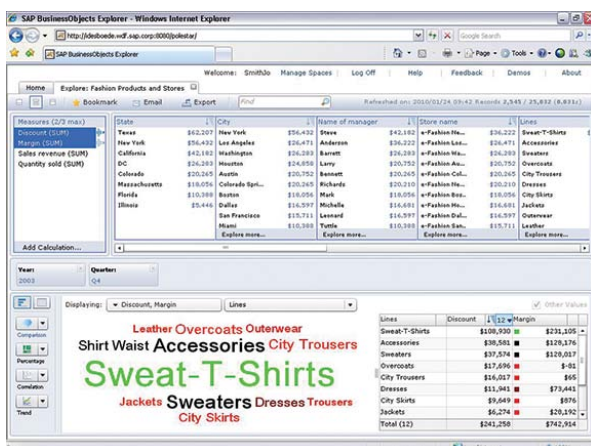 SAP BusinessObjects Explorer - Windows Internet Explorer
http://desboede.wdf.sap.corp:8080/polestar/
Google Search
SAP BusinessObjects Explorer
Page Tools
Welcome: SmithJo Manage Spaces Log Off Help Feedback Demos About
Home Explore: Fashion Products and Stores
Bookmark Email Export Find Refreshed on: 2010/01/24 09:42 Records
Measures (2/3 max) State City Name of manager Store name Lines
Discount (SUM) Texas $62,207 New York $56,432 Steve $42,182 e-Fashion Ne... $36,222 Sweat-T-Shirts
Margin (SUM) New York $56,432 Los Angeles $26,471 Anderson $36,222 e-Fashion Los... $26,471 Accessories
Sales revenue (SUM) California $42,182 Washington $26,283 Barrett $26,283 e-Fashion Wa... $26,283 Sweaters
Quantity sold (SUM) DC $26,283 Houston $24,858 Larry $20,752 e-Fashion Au... $20,752 Overcoats
Colorado $20,265 Austin $20,752 Bennett $20,265 e-Fashion Col... $20,265 City Trousers
Massachusetts $18,056 Colorado Spri... $20,265 Richards $20,210 e-Fashion Ne... $20,210 Dresses
Florida $10,388 Boston $18,056 Mark $18,056 e-Fashion Bos... $18,056 City Skirts
Illinois $5,446 Dallas $16,597 Michelle $16,681 e-Fashion Ho... $16,681 Jackets
San Francisco $15,711 Leonard $16,597 e-Fashion Dal... $16,597 Outerwear
Miami $10,388 Tuttle e-Fashion San.. $15,711 Leather
Explore more... Explore more... Explore more... Explore more...
Add Calculation...
Year: Quarter:
2003 Q4
Displaying: Discount, Margin Lines Other Values
Comparison
Percentage
Correlation
Trend
Leather Overcoats Outerwear
Shirt Waist Accessories City Trousers
Sweat-T-Shirts
Jackets Sweaters Dresses Trousers
City Skirts
Lines Discount 12 Margin
Sweat-T-Shirts $108,930 $231,105
Accessories $38,581 $128,176
Sweaters $37,574 $128,017
Overcoats $17,696 $-81
City Trousers $16,017 $65
Dresses $11,941 $73,441
City Skirts $9,649 $876
Jackets $6,274 $28,192
Total (12) $241,258 $742,914